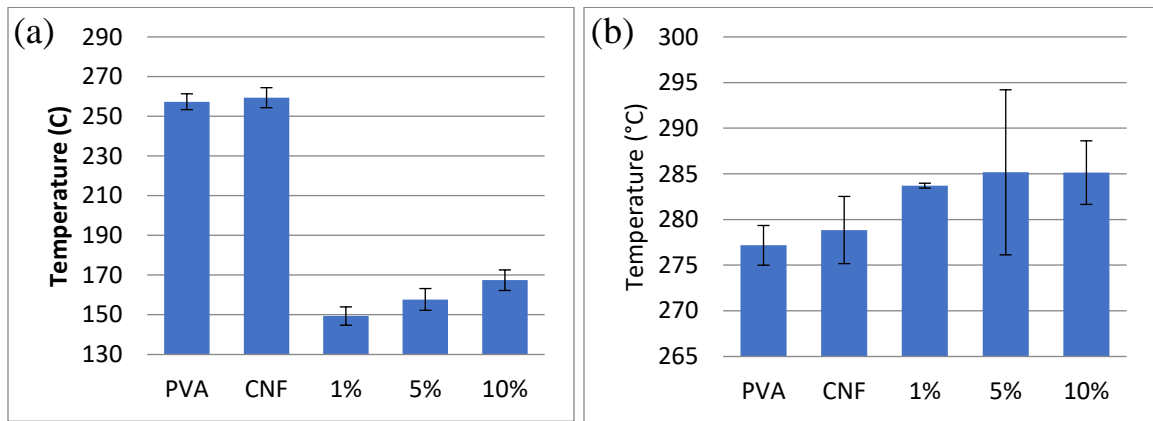 (a)
Temperature (C)
290
270
250
230
210
190
170
150
130
PVA CNF 1% 5% 10%
(b)
Temperature (°C)
300
295
290
285
280
275
270
265
PVA CNF 1% 5% 10%